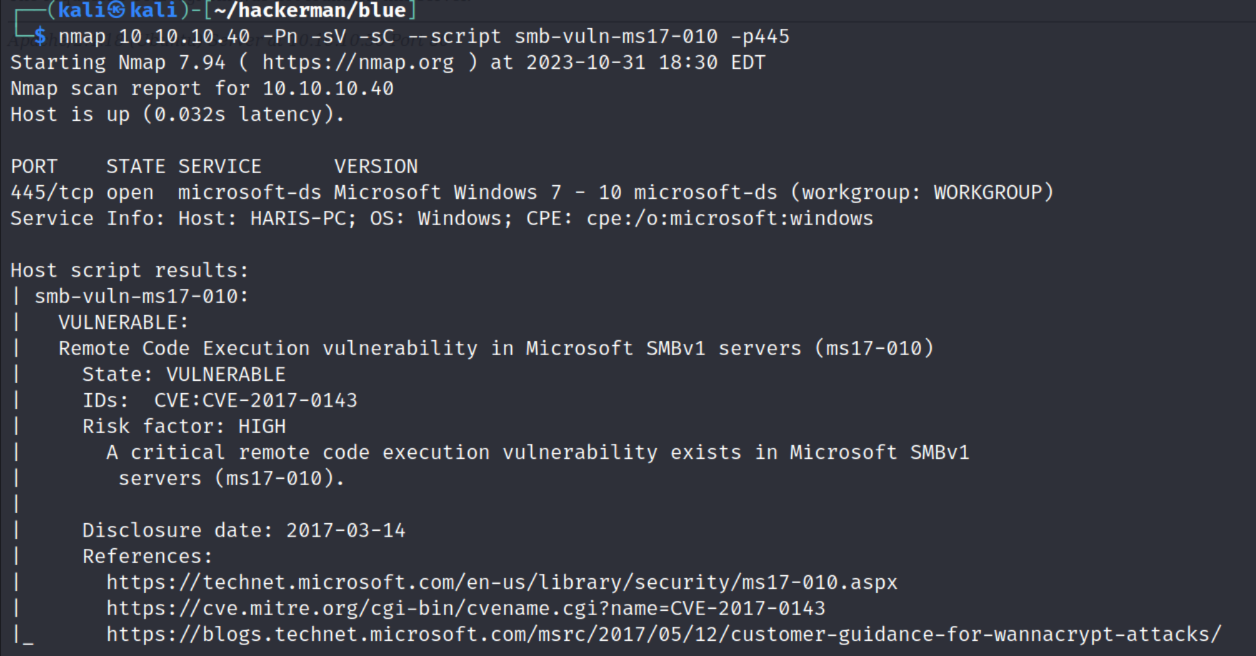 ┌──(kali㉿kali)-[~/hackerman/blue]
└─$ nmap 10.10.10.40 -Pn -sV -sC --script smb-vuln-ms17-010 -p445
Starting Nmap 7.94 ( https://nmap.org ) at 2023-10-31 18:30 EDT
Nmap scan report for 10.10.10.40
Host is up (0.032s latency).

PORT    STATE SERVICE      VERSION
445/tcp open  microsoft-ds Microsoft Windows 7 - 10 microsoft-ds (workgroup: WORKGROUP)
Service Info: Host: HARIS-PC; OS: Windows; CPE: cpe:/o:microsoft:windows

Host script results:
| smb-vuln-ms17-010:
|   VULNERABLE:
|   Remote Code Execution vulnerability in Microsoft SMBv1 servers (ms17-010)
|     State: VULNERABLE
|     IDs:  CVE:CVE-2017-0143
|     Risk factor: HIGH
|       A critical remote code execution vulnerability exists in Microsoft SMBv1
|        servers (ms17-010).
|
|     Disclosure date: 2017-03-14
|     References:
|       https://technet.microsoft.com/en-us/library/security/ms17-010.aspx
|       https://cve.mitre.org/cgi-bin/cvename.cgi?name=CVE-2017-0143
|_      https://blogs.technet.microsoft.com/msrc/2017/05/12/customer-guidance-for-wannacrypt-attacks/